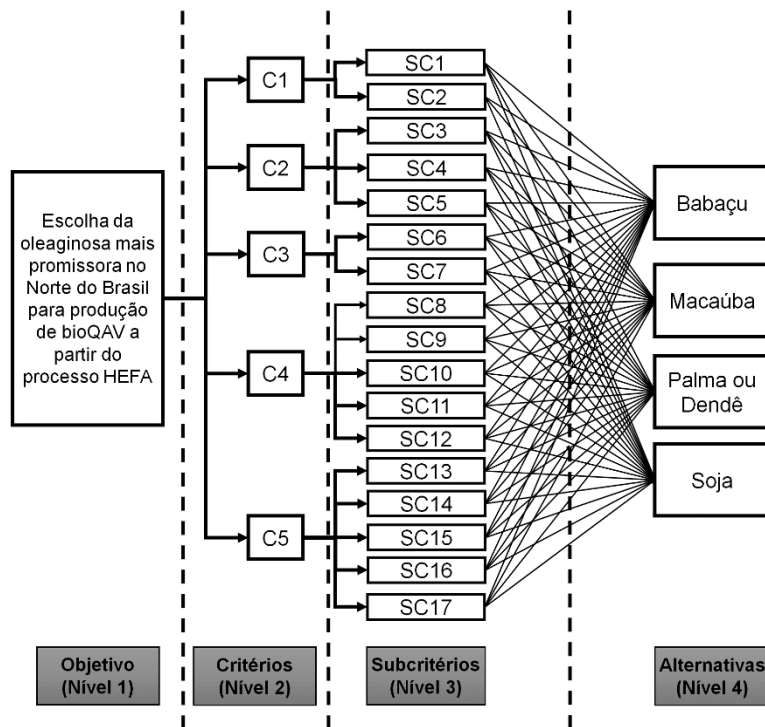 Escolha da
oleaginosa mais
promissora no
Norte do Brasil
para produção
de bioQAV a
partir do
processo HEFA
C1
C2
C3
C4
C5
SC1
SC2
SC3
SC4
SC5
SC6
SC7
SC8
SC9
SC10
SC11
SC12
SC13
SC14
SC15
SC16
SC17
Babaçu
Macaúba
Palma ou
Dendê
Soja
Objetivo
(Nível 1)
Critérios
(Nível 2)
Subcritérios
(Nível 3)
Alternativas
(Nível 4)